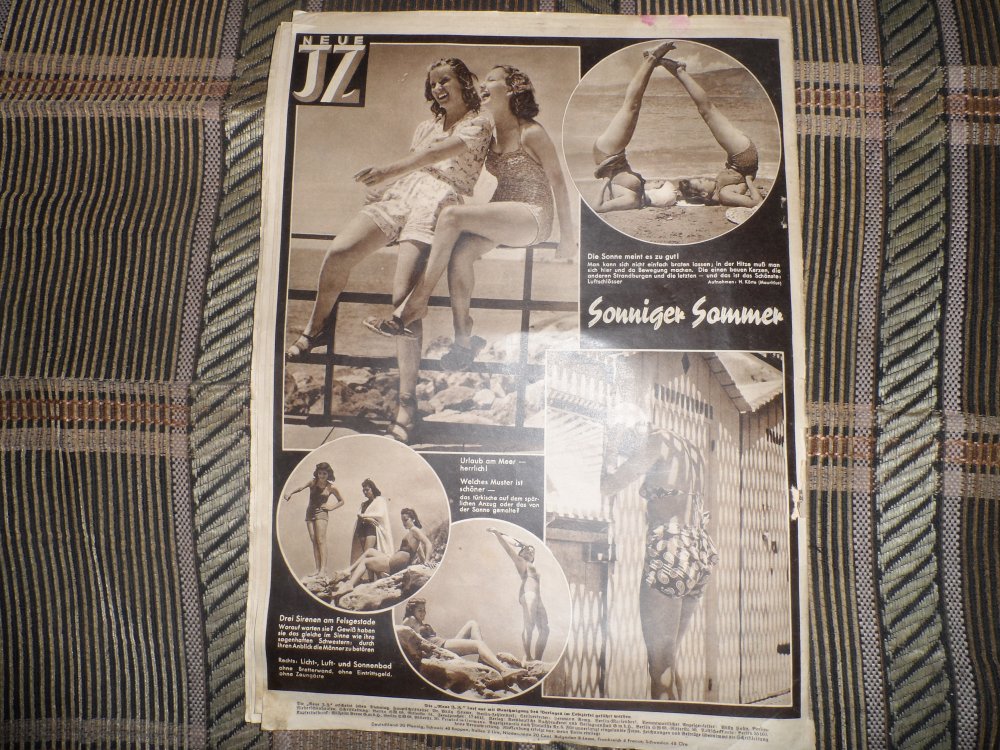 NEUE
JZ
Die Sonne meint es zu gut!
Man kann sich nicht einfach braten lassen; in der Hitze muß man
sich hier und da Bewegung machen. Die einen bauen Kerzen, die
anderen Strandburgen und die letzten — und das ist das Schönste:
Luftschlösser
Aufnahmen: H. Körte (Mauritius)
Sonniger Sommer
Urlaub am Meer —
herrlich!
Welches Muster ist
schöner —
das türkische auf dem spär-
lichen Anzug oder das von
der Sonne gemalte?
Drei Sirenen am Felsgestade
Worauf warten sie? Gewiß haben
sie das gleiche im Sinne wie ihre
sagenhaften Schwestern: durch
ihren Anblick die Männer zu betören
Rechts: Licht-, Luft- und Sonnenbad
ohne Bretterwand, ohne Eintrittsgeld,
ohne Zaungäste